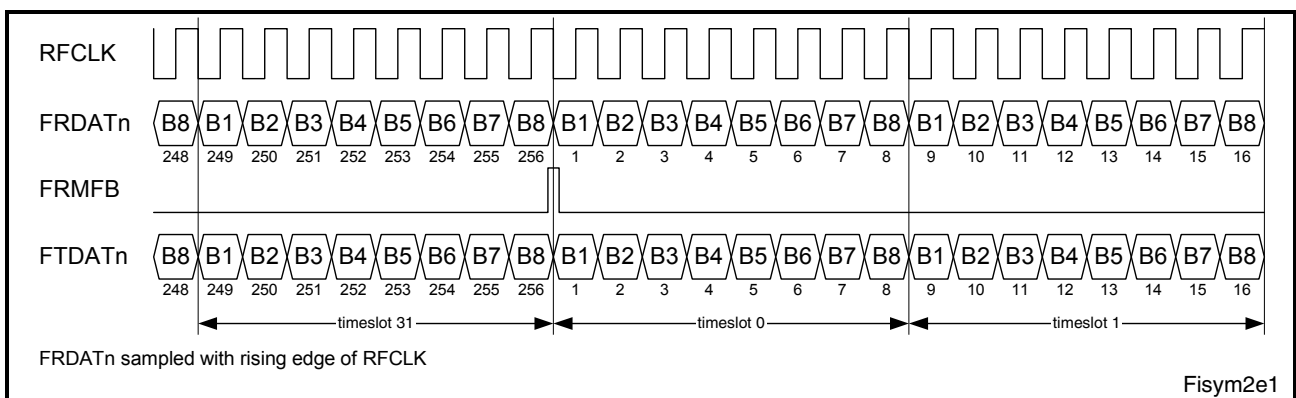 RFCLK
FRDATn B8 B1 B2 B3 B4 B5 B6 B7 B8 B1 B2 B3 B4 B5 B6 B7 B8 B1 B2 B3 B4 B5 B6 B7 B8
248 249 250 251 252 253 254 255 256 1 2 3 4 5 6 7 8 9 10 11 12 13 14 15 16
FRMFB
FTDATn B8 B1 B2 B3 B4 B5 B6 B7 B8 B1 B2 B3 B4 B5 B6 B7 B8 B1 B2 B3 B4 B5 B6 B7 B8
248 249 250 251 252 253 254 255 256 1 2 3 4 5 6 7 8 9 10 11 12 13 14 15 16
timeslot 31 timeslot 0 timeslot 1
FRDATn sampled with rising edge of RFCLK
Fisym2e1